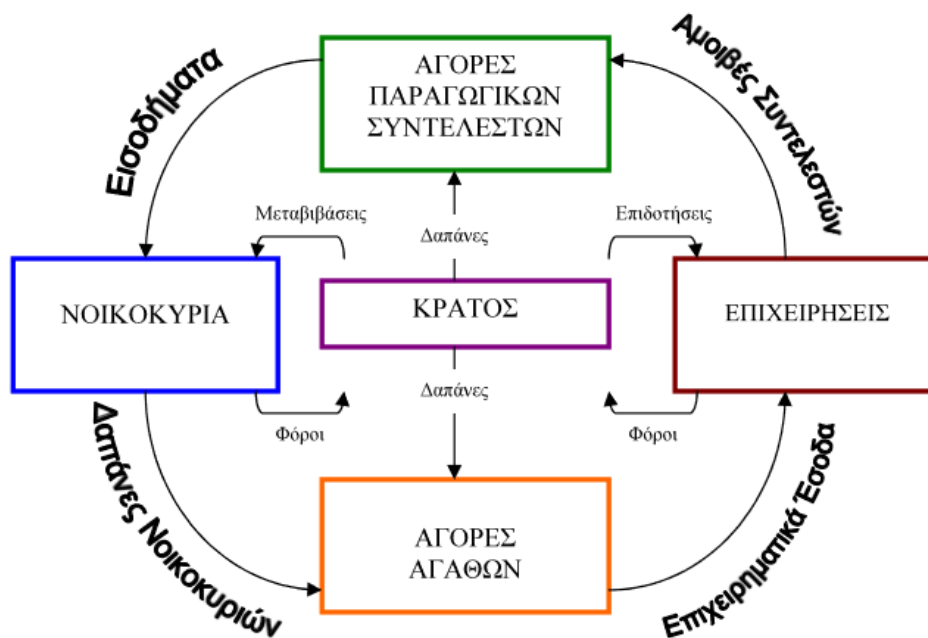 ΑΓΟΡΕΣ
ΠΑΡΑΓΩΓΙΚΩΝ
ΣΥΝΤΕΛΕΣΤΩΝ
Εισοδήματα
Αμοιβές Συντελεστών
Μεταβιβάσεις
Δαπάνες
Επιδοτήσεις
ΝΟΙΚΟΚΥΡΙΑ
ΚΡΑΤΟΣ
ΕΠΙΧΕΙΡΗΣΕΙΣ
Φόροι
Δαπάνες
Φόροι
Δαπάνες Νοικοκυριών
Επιχειρηματικά Έσοδα
ΑΓΟΡΕΣ
ΑΓΑΘΩΝ